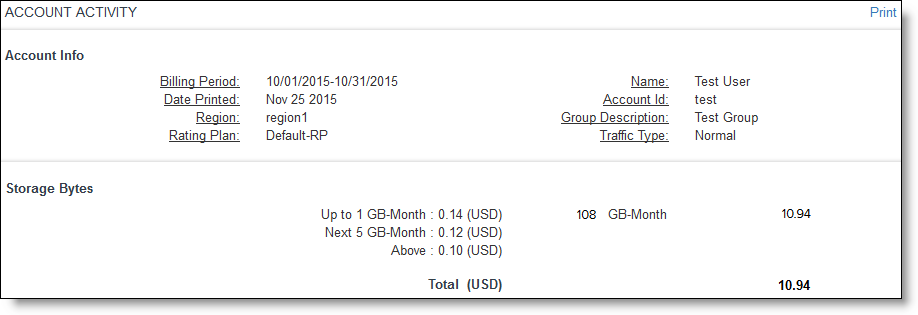 ACCOUNT ACTIVITY Print
Account Info
Billing Period: 10/01/2015-10/31/2015 Name: Test User
Date Printed: Nov 25 2015 Account Id: test
Region: region1 Group Description: Test Group
Rating Plan: Default-RP Traffic Type: Normal
Storage Bytes
Up to 1 GB-Month : 0.14 (USD) 108 GB-Month 10.94
Next 5 GB-Month : 0.12 (USD)
Above : 0.10 (USD)
Total (USD) 10.94